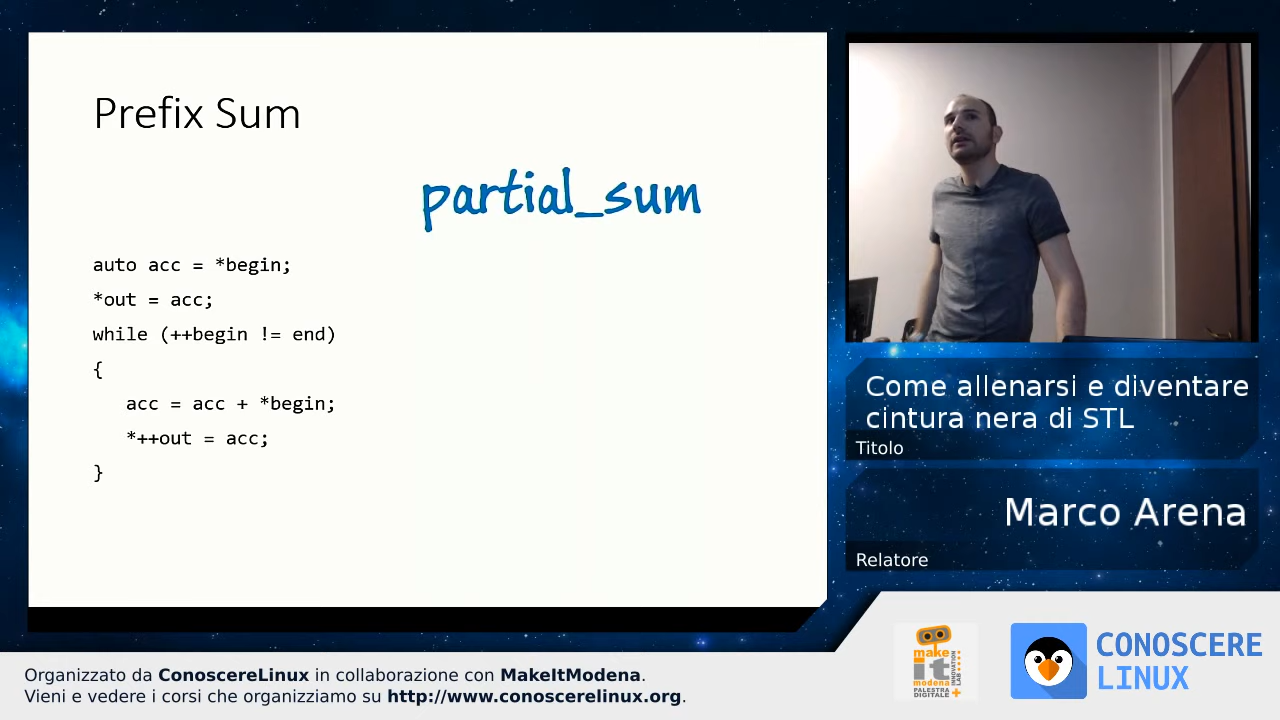 Prefix Sum
partial_sum
auto acc = *begin;
*out = acc;
while (++begin != end)
{
acc = acc + *begin;
*++out = acc;
}
Come allenarsi e diventare
cintura nera di STL
Titolo
Marco Arena
Relatore
make
it
modena
PALESTRA
DIGITALE
INNOVATION
LAB
CONOSCERE
LINUX
Organizzato da ConoscereLinux in collaborazione con MakeItModena.
Vieni e vedere i corsi che organizziamo su http://www.conoscerelinux.org.